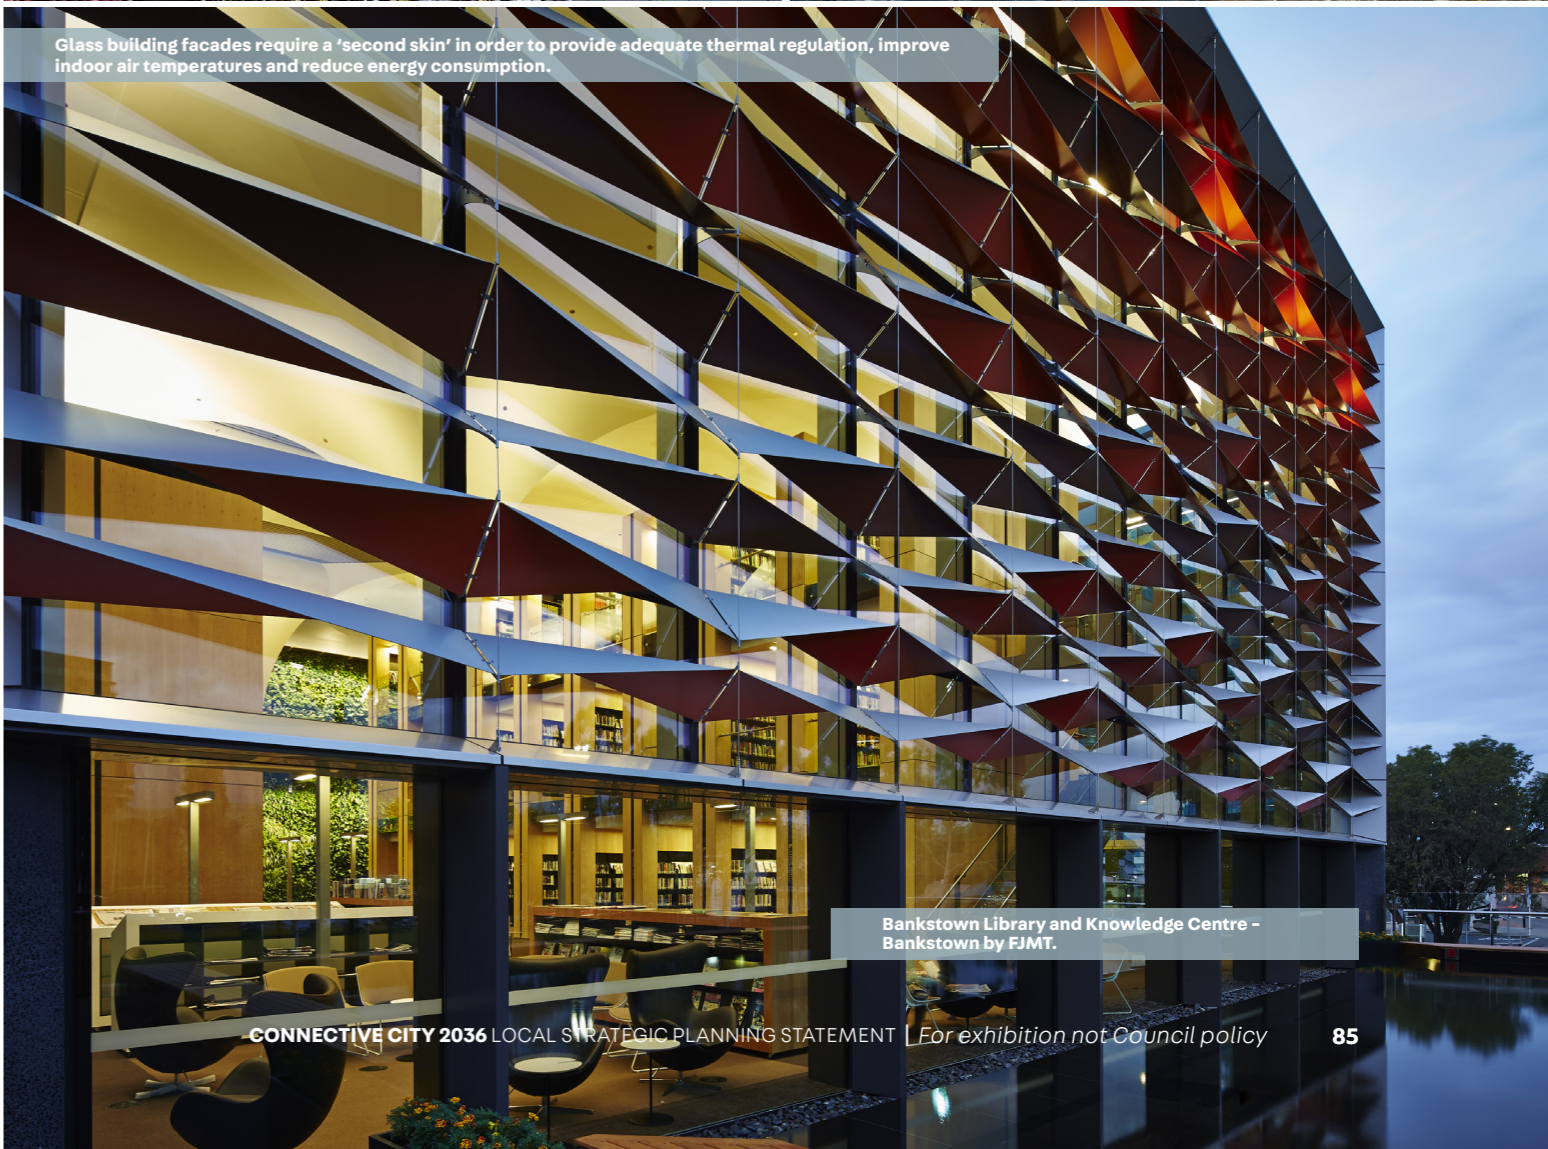 Glass building facades require a ‘second skin’ in order to provide adequate thermal regulation, improve
indoor air temperatures and reduce energy consumption.
Bankstown Library and Knowledge Centre –
Bankstown by FJMT.
CONNECTIVE CITY 2036 LOCAL STRATEGIC PLANNING STATEMENT | For exhibition not Council policy 85